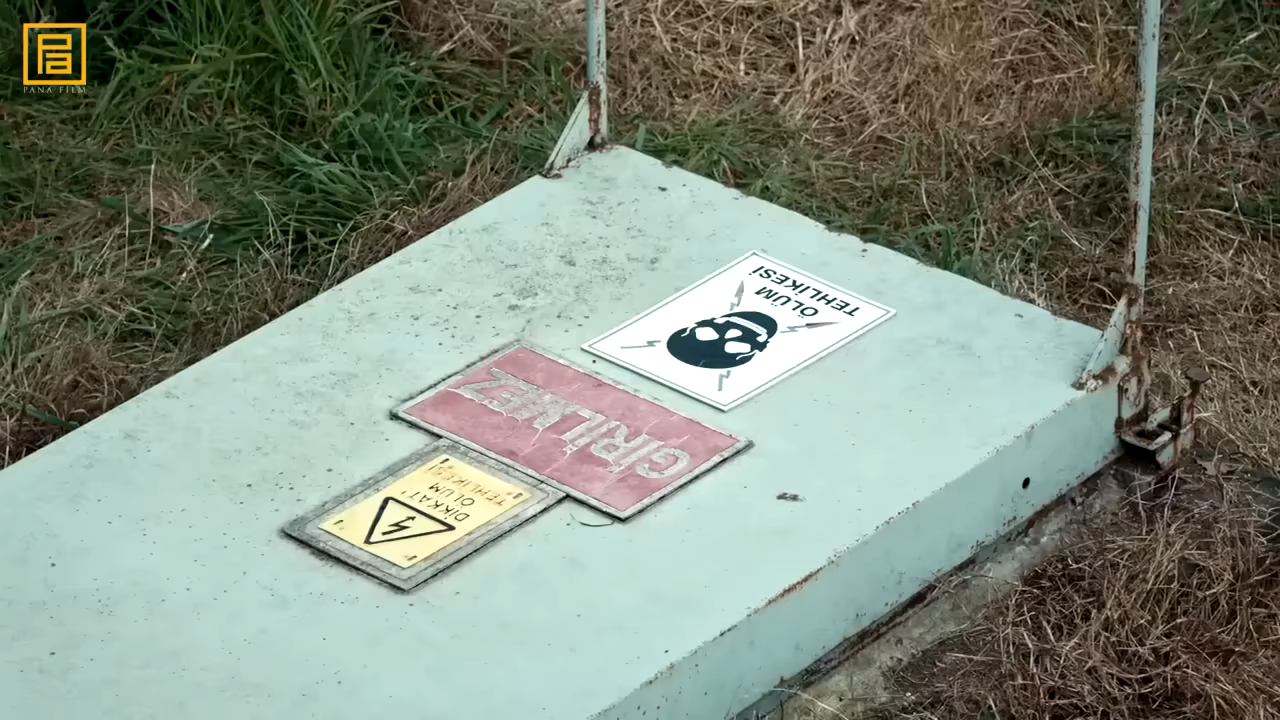 PANA FILM
ÖLÜM
TEHLİKESİ
GİRİLMEZ
DİKKAT!
ÖLÜM
TEHLİKESİ